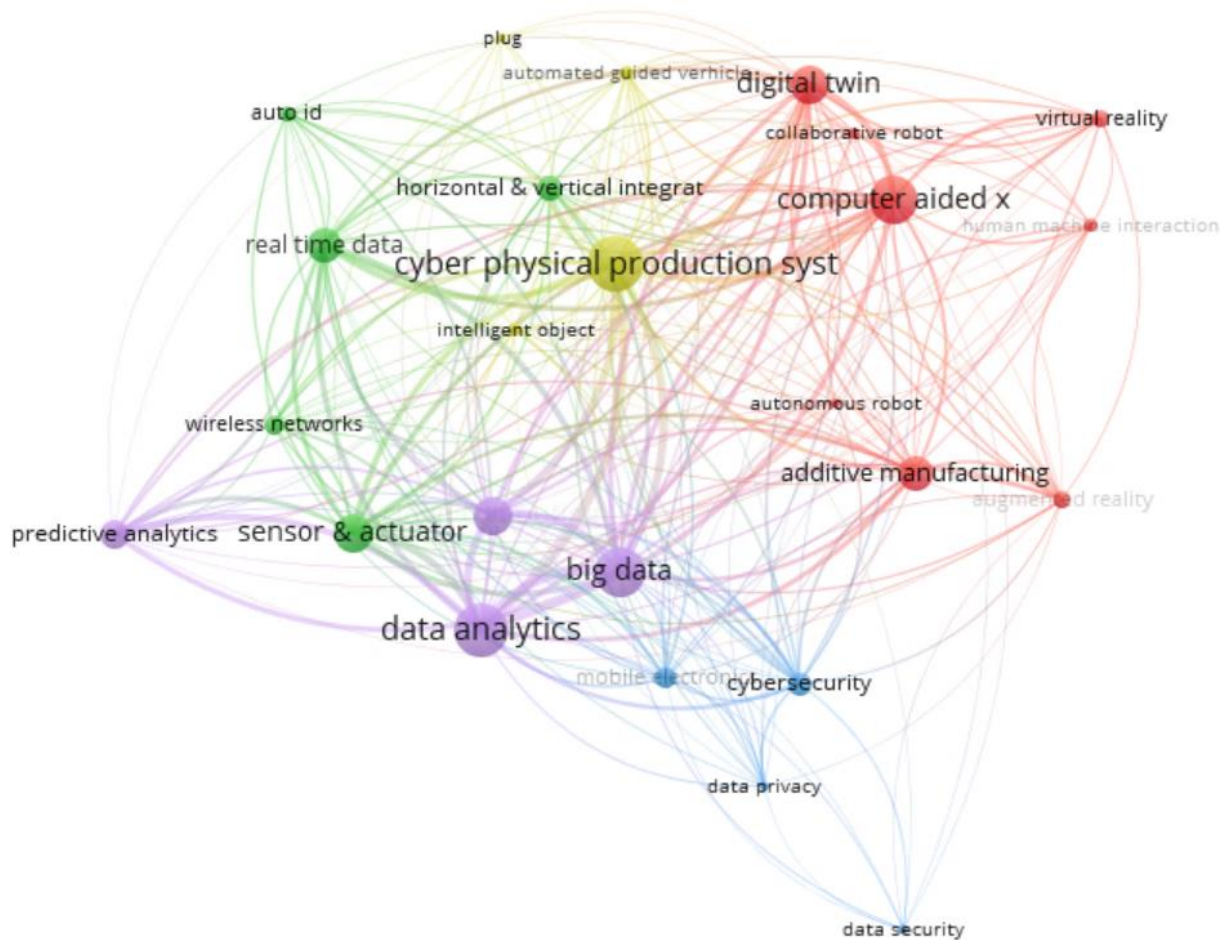 plug
automated guided verhicle
digital twin
auto id
virtual reality
collaborative robot
horizontal & vertical integrat
computer aided x
human machine interaction
real time data
cyber physical production syst
intelligent object
autonomous robot
wireless networks
additive manufacturing
augmented reality
predictive analytics
sensor & actuator
big data
data analytics
mobile electronics
cybersecurity
data privacy
data security